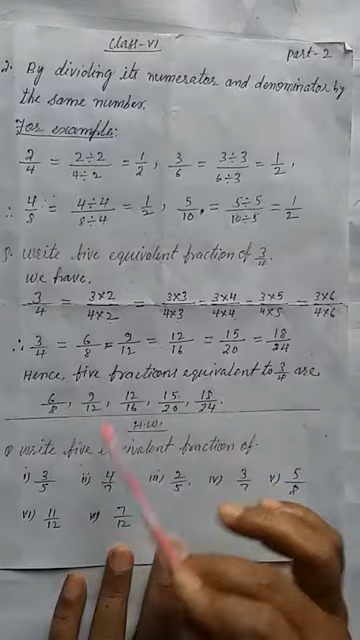 Class-VI
Part-2
2. By dividing its numerator and denominator by
the same number.
For example:
2/4 = 2÷2/4÷2 = 1/2, 3/6 = 3÷3/6÷3 = 1/2,
∴ 4/8 = 4÷4/8÷4 = 1/2, 5/10 = 5÷5/10÷5 = 1/2
Q. Write five equivalent fraction of 3/4.
We have,
3/4 = 3×2/4×2 = 3×3/4×3 = 3×4/4×4 = 3×5/4×5 = 3×6/4×6
∴ 3/4 = 6/8 = 9/12 = 12/16 = 15/20 = 18/24
Hence, five fractions equivalent to 3/4 are
6/8, 9/12, 12/16, 15/20, 18/24.
H.W.
Q Write five equivalent fraction of:
i) 3/5 ii) 4/7 iii) 2/5, iv) 3/7 v) 5/8
vi) 11/12 v) 7/12